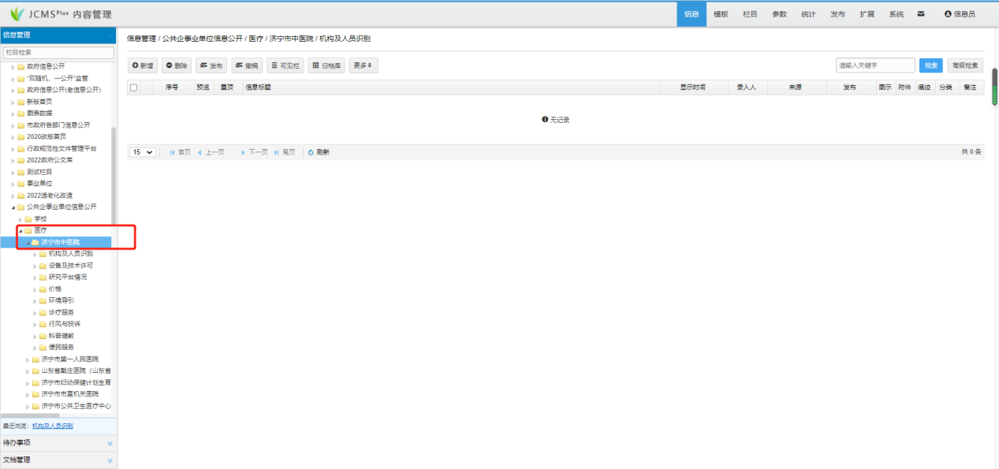 JCMSPlus 内容管理
信息 模板 栏目 参数 统计 发布 扩展 系统 信息员
信息管理
信息管理 / 公共企事业单位信息公开 / 医疗 / 济宁市中医院 / 机构及人员识别
栏目检索
新增 删除 发布 撤稿 可见栏 归档库 更多
请输入关键字 检索 高级检索
序号 预览 置顶 信息标题 显示时间 录入人 来源 发布 图示 附件 痕迹 分类 备注
无记录
15 首页 上一页 下一页 尾页 刷新 共 0 条
政府信息公开
"双随机、一公开"监管
政府信息公开(老信息公开)
新版首页
图表数据
市政府各部门信息公开
2020改版首页
行政规范性文件管理平台
2022政府公文库
测试栏目
事业单位
2022适老化改造
公共企事业单位信息公开
学校
医疗
济宁市中医院
机构及人员识别
设备及技术许可
研究平台情况
价格
环境导引
诊疗服务
行风与投诉
科普健教
便民服务
济宁市第一人民医院
山东省戴庄医院（山东省
济宁市妇幼保健计划生育
济宁市市直机关医院
济宁市公共卫生医疗中心
最近浏览: 机构及人员识别
待办事项
文档管理